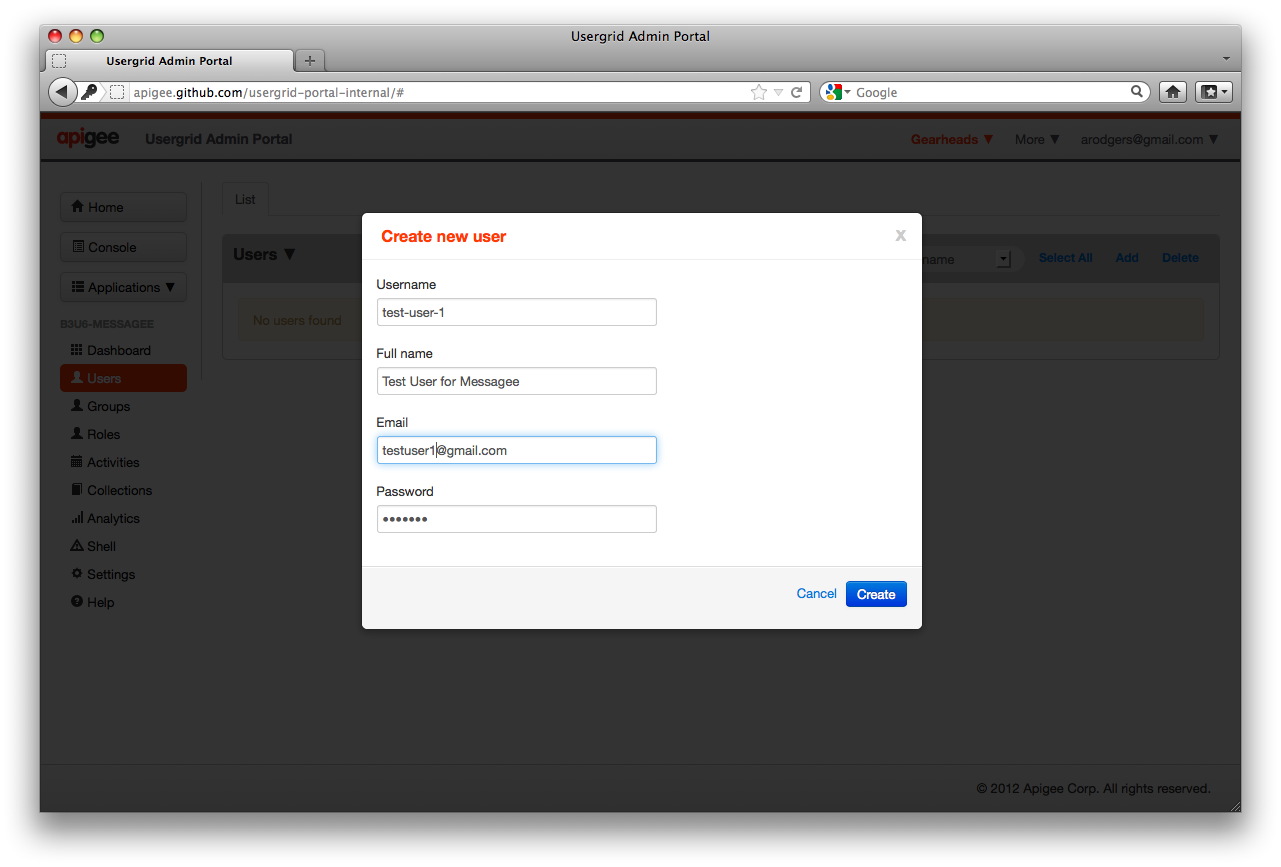 Usergrid Admin Portal
Usergrid Admin Portal
apigee.github.com/usergrid-portal-internal/#
Google
apigee Usergrid Admin Portal Gearheads ▼ More ▼ arodgers@gmail.com ▼
Home
Console
Applications ▼
B3U6-MESSAGEE
Dashboard
Users
Groups
Roles
Activities
Collections
Analytics
Shell
Settings
Help
List
Users ▼ name Select All Add Delete
No users found
Create new user X
Username
test-user-1
Full name
Test User for Messagee
Email
testuser1@gmail.com
Password
•••••••
Cancel Create
© 2012 Apigee Corp. All rights reserved.